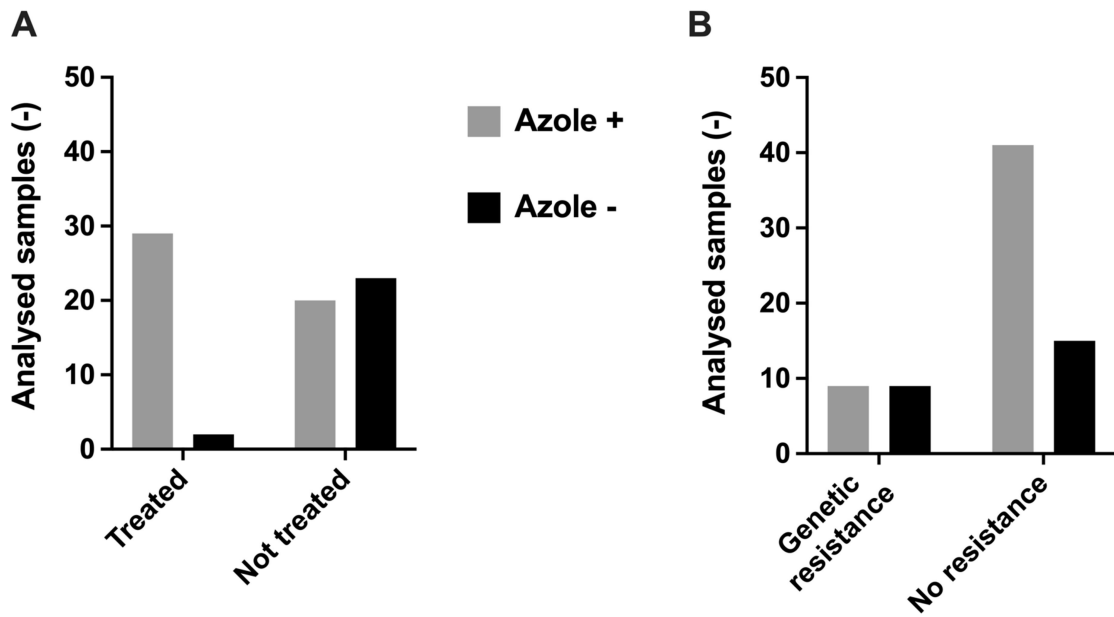 A
Analysed samples (-)
50
40
30
20
10
0
Treated
Not treated
Azole +
Azole -
B
Analysed samples (-)
50
40
30
20
10
0
Genetic
resistance
No resistance